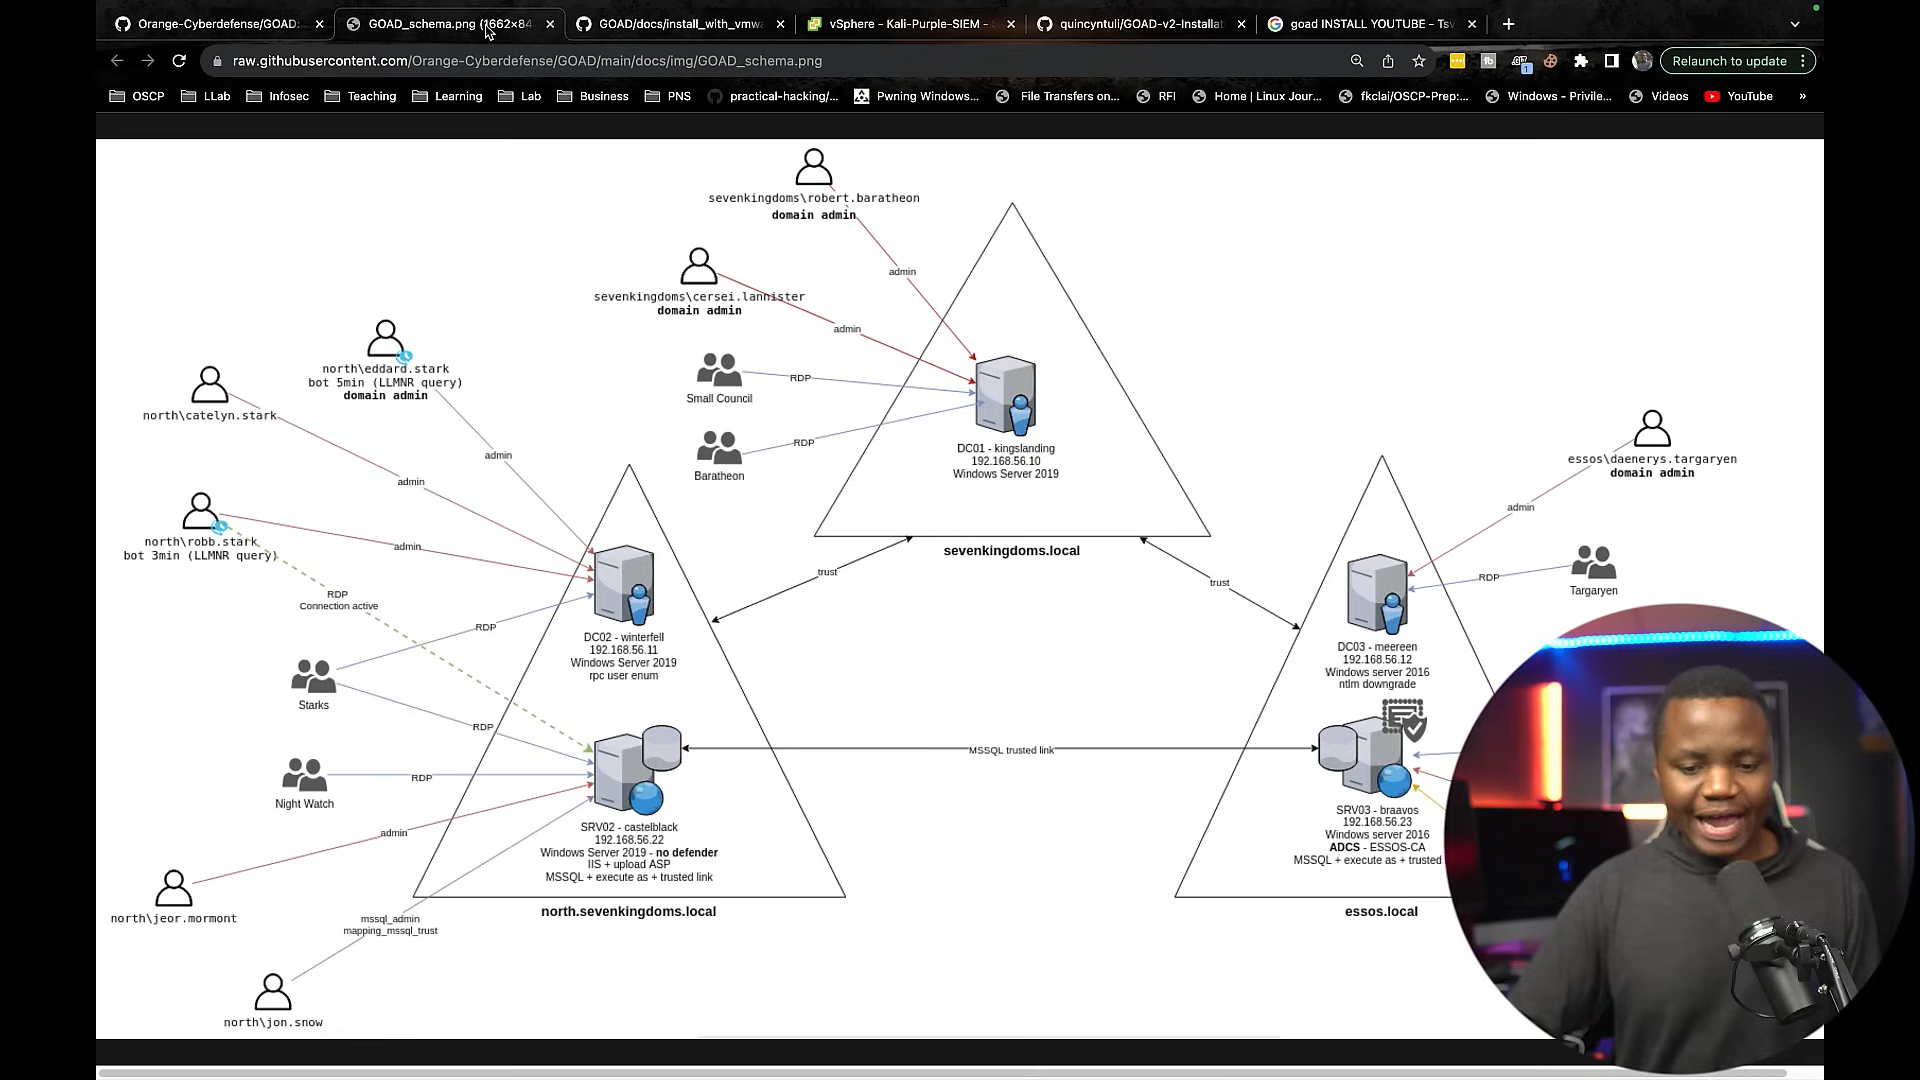 Orange-Cyberdefense/GOAD:
GOAD_schema.png (1662×84
GOAD/docs/install_with_vmwa
vSphere - Kali-Purple-SIEM -
quincyntuli/GOAD-v2-Installat
goad INSTALL YOUTUBE - Tsv
raw.githubusercontent.com/Orange-Cyberdefense/GOAD/main/docs/img/GOAD_schema.png
Relaunch to update
OSCP
LLab
Infosec
Teaching
Learning
Lab
Business
PNS
practical-hacking/...
Pwning Windows...
File Transfers on...
RFI
Home | Linux Jour...
fkclai/OSCP-Prep:...
Windows - Privile...
Videos
YouTube
»
sevenkingdoms\robert.baratheon
domain admin
admin
sevenkingdoms\cersei.lannister
domain admin
admin
north\eddard.stark
bot 5min (LLMNR query)
domain admin
admin
north\catelyn.stark
admin
Small Council
RDP
Baratheon
RDP
DC01 - kingslanding
192.168.56.10
Windows Server 2019
sevenkingdoms.local
trust
trust
essos\daenerys.targaryen
domain admin
admin
Targaryen
RDP
north\robb.stark
bot 3min (LLMNR query)
admin
RDP
Connection active
DC02 - winterfell
192.168.56.11
Windows Server 2019
rpc user enum
DC03 - meereen
192.168.56.12
Windows server 2016
ntlm downgrade
Starks
RDP
RDP
MSSQL trusted link
Night Watch
RDP
SRV02 - castelblack
192.168.56.22
Windows Server 2019 - no defender
IIS + upload ASP
MSSQL + execute as + trusted link
SRV03 - braavos
192.168.56.23
Windows server 2016
ADCS - ESSOS-CA
MSSQL + execute as + trusted
admin
north\jeor.mormont
mssql_admin
mapping_mssql_trust
north\jon.snow
north.sevenkingdoms.local
essos.local